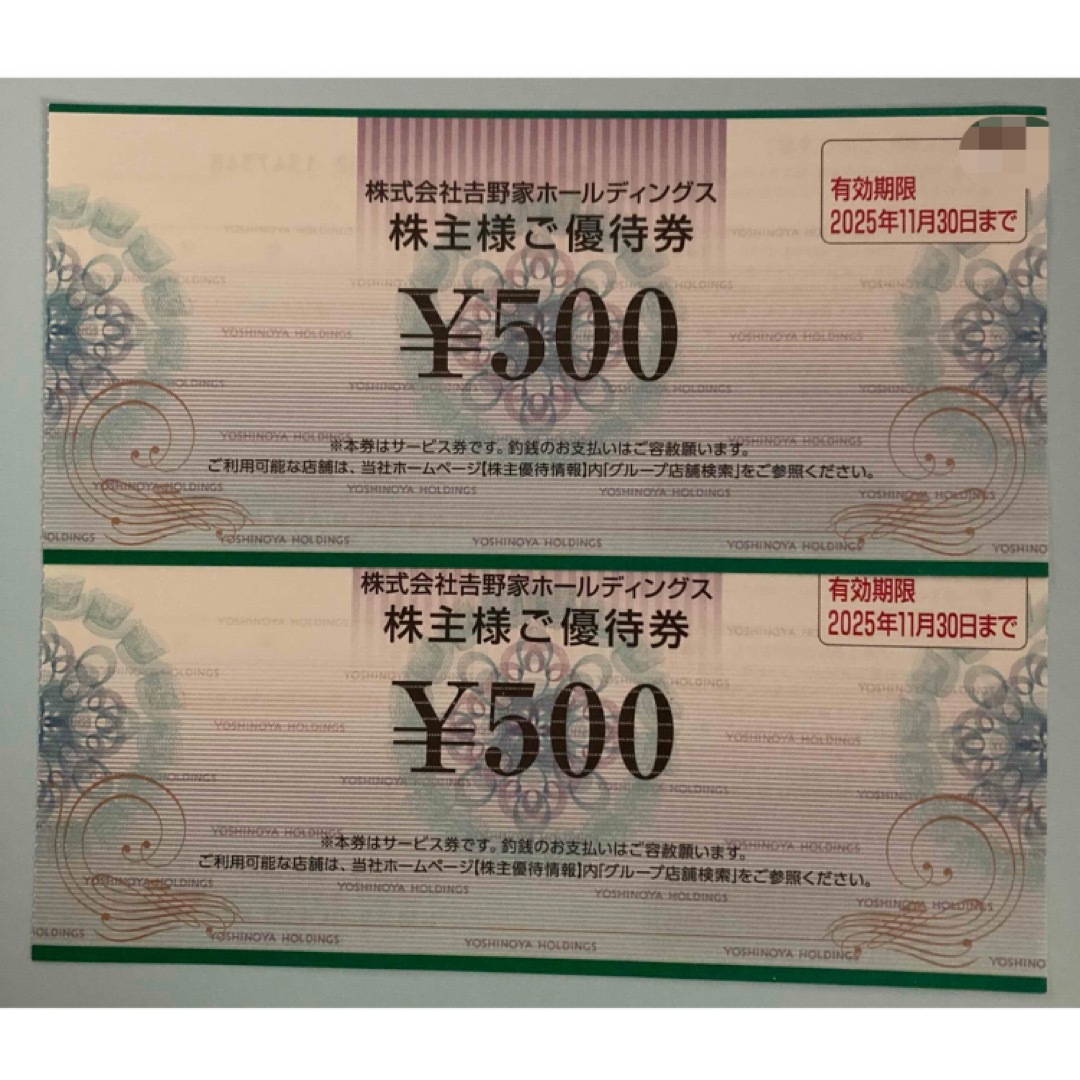 株式会社𠮷野家ホールディングス
株主様ご優待券
有効期限
2025年11月30日まで
¥500
YOSHINOYA HOLDINGS
※本券はサービス券です。釣銭のお支払いはご容赦願います。
ご利用可能な店舗は、当社ホームページ【株主優待情報】内「グループ店舗検索」をご参照ください。
YOSHINOYA HOLDINGS
株式会社𠮷野家ホールディングス
株主様ご優待券
有効期限
2025年11月30日まで
¥500
YOSHINOYA HOLDINGS
※本券はサービス券です。釣銭のお支払いはご容赦願います。
ご利用可能な店舗は、当社ホームページ【株主優待情報】内「グループ店舗検索」をご参照ください。
YOSHINOYA HOLDINGS